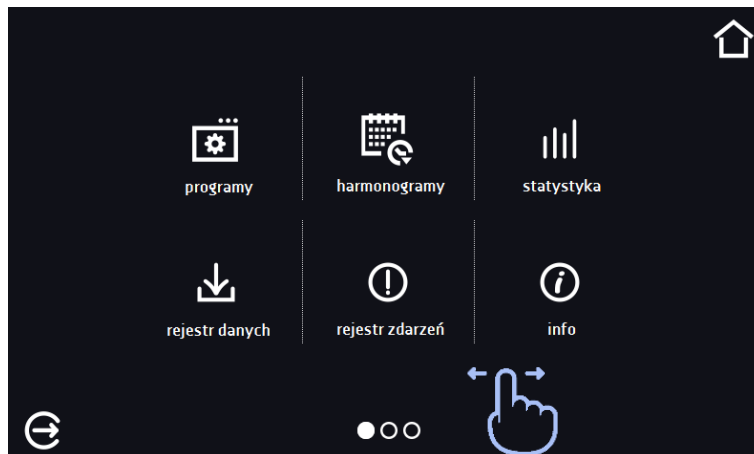 programy
harmonogramy
statystyka
rejestr danych
rejestr zdarzeń
info